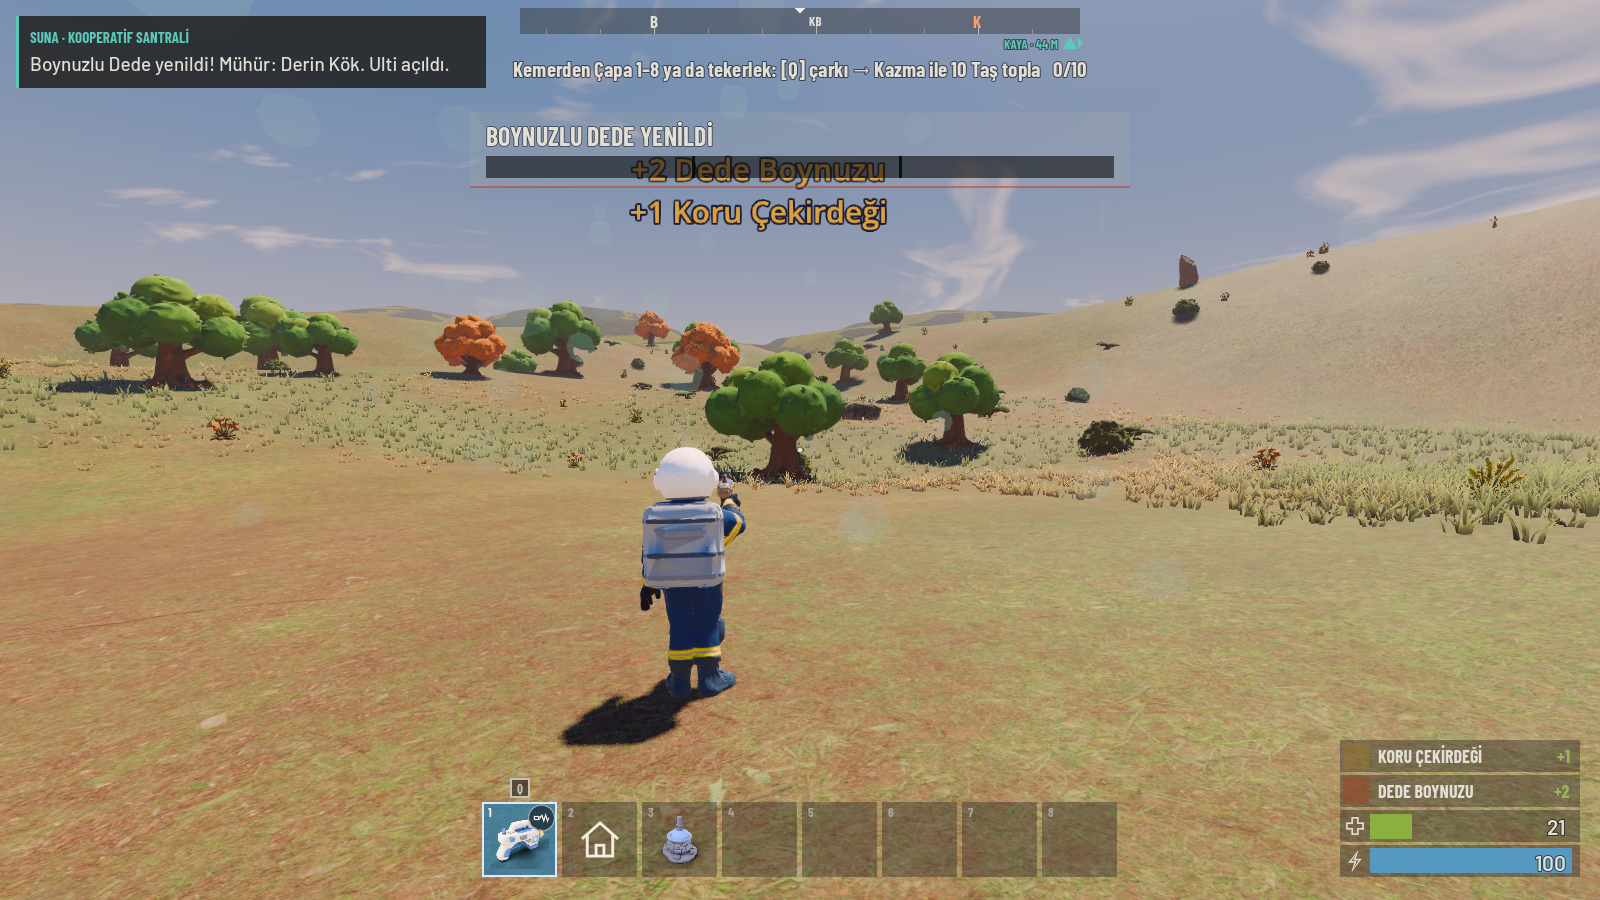 SUNA · KOOPERATİF SANTRALİ
Boynuzlu Dede yenildi! Mühür: Derin Kök. Ulti açıldı.
B KB K
KAYA · 44 M
Kemerden Çapa 1-8 ya da tekerlek: [Q] çarkı → Kazma ile 10 Taş topla 0/10
BOYNUZLU DEDE YENİLDİ
+2 Dede Boynuzu
+1 Koru Çekirdeği
KORU ÇEKİRDEĞİ +1
DEDE BOYNUZU +2
21
100
Q
1 2 3 4 5 6 7 8